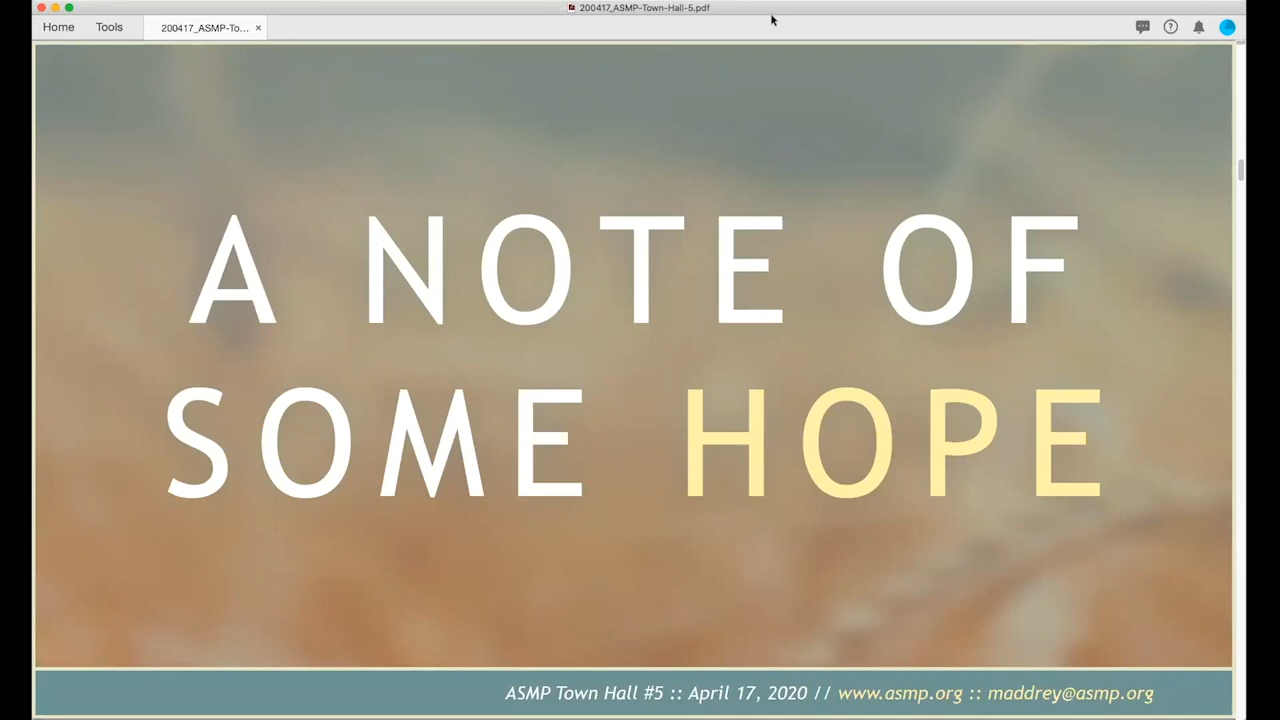 200417_ASMP-Town-Hall-5.pdf
Home Tools 200417_ASMP-To... ×
A NOTE OF
SOME HOPE
ASMP Town Hall #5 :: April 17, 2020 // www.asmp.org :: maddrey@asmp.org